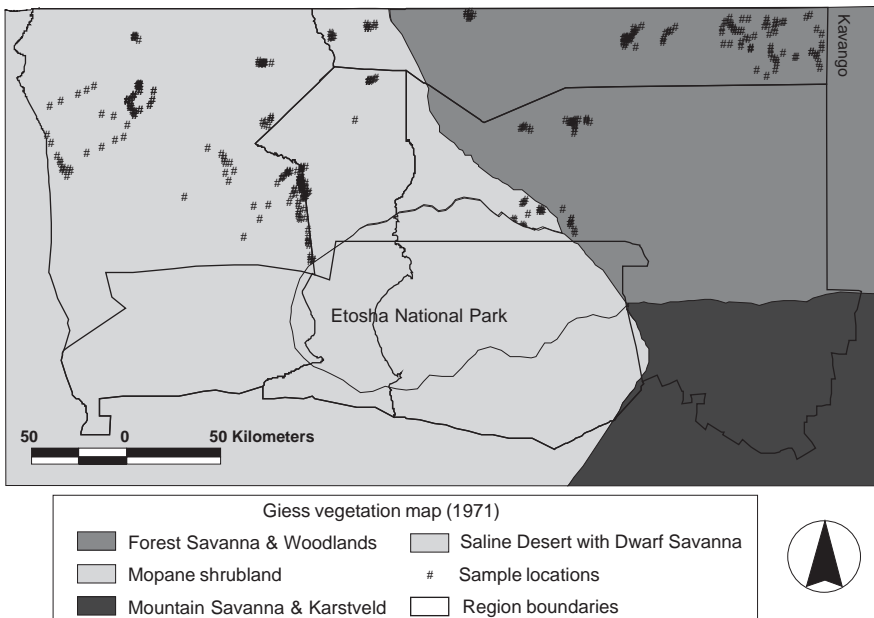 Kavango
Etosha National Park
50 0 50 Kilometers
Giess vegetation map (1971)
Forest Savanna & Woodlands
Saline Desert with Dwarf Savanna
Mopane shrubland
# Sample locations
Mountain Savanna & Karstveld
Region boundaries